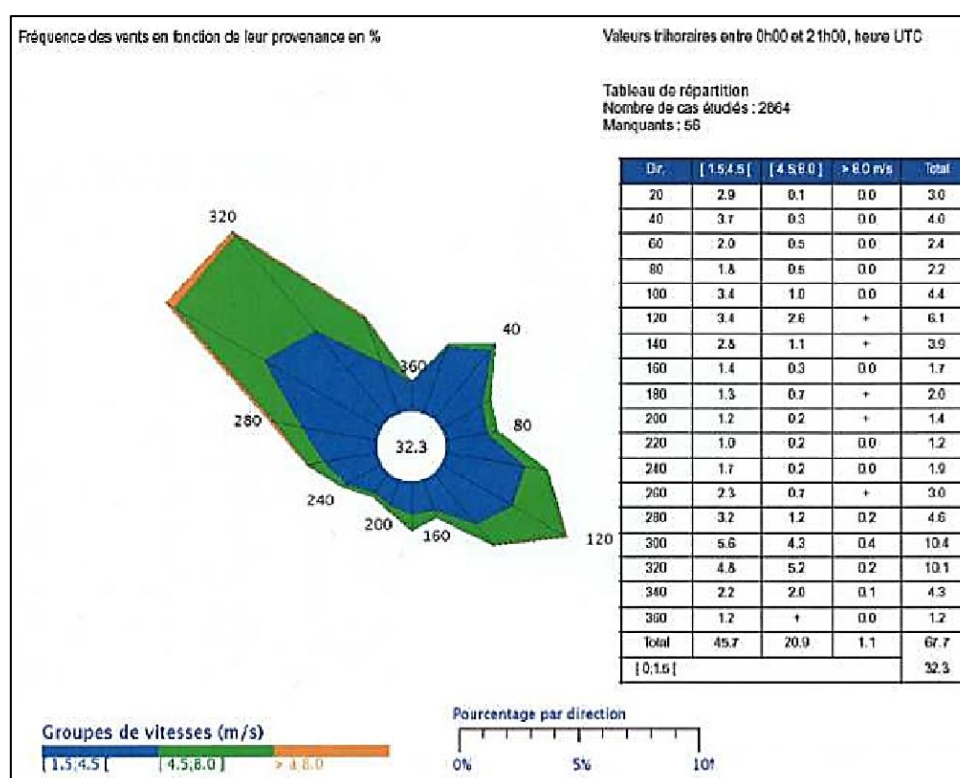 Fréquence des vents en fonction de leur provenance en %
Valeurs trihoraires entre 0h00 et 21h00, heure UTC
Tableau de répartition
Nombre de cas étudiés : 2864
Manquants : 56
Dir. [ 1.5;4.5 [ [ 4.5;8.0 ] > 8.0 m/s Total
20 2.9 0.1 0.0 3.0
40 3.7 0.3 0.0 4.0
60 2.0 0.5 0.0 2.4
80 1.8 0.5 0.0 2.2
100 3.4 1.0 0.0 4.4
120 3.4 2.6 + 6.1
140 2.8 1.1 + 3.9
160 1.4 0.3 0.0 1.7
180 1.3 0.7 + 2.0
200 1.2 0.2 + 1.4
220 1.0 0.2 0.0 1.2
240 1.7 0.2 0.0 1.9
260 2.3 0.7 + 3.0
280 3.2 1.2 0.2 4.6
300 5.6 4.3 0.4 10.4
320 4.8 5.2 0.2 10.1
340 2.2 2.0 0.1 4.3
360 1.2 + 0.0 1.2
Total 45.7 20.9 1.1 67.7
[ 0;1.5 [ 32.3
320
40
360
80
280
32.3
240
200
160
120
Groupes de vitesses (m/s)
[ 1.5;4.5 [ [ 4.5;8.0 ] > à 8.0
Pourcentage par direction
0% 5%